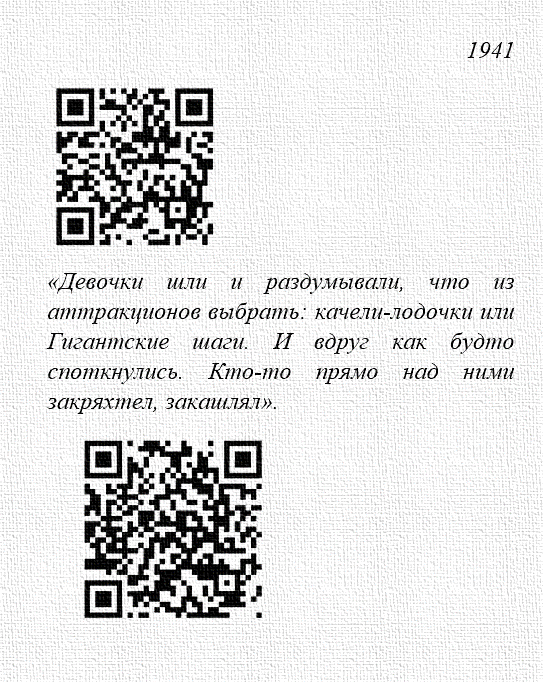 1941
«Девочки шли и раздумывали, что из
аттракционов выбрать: качели-лодочки или
Гигантские шаги. И вдруг как будто
споткнулись. Кто-то прямо над ними
закряхтел, закашлял».